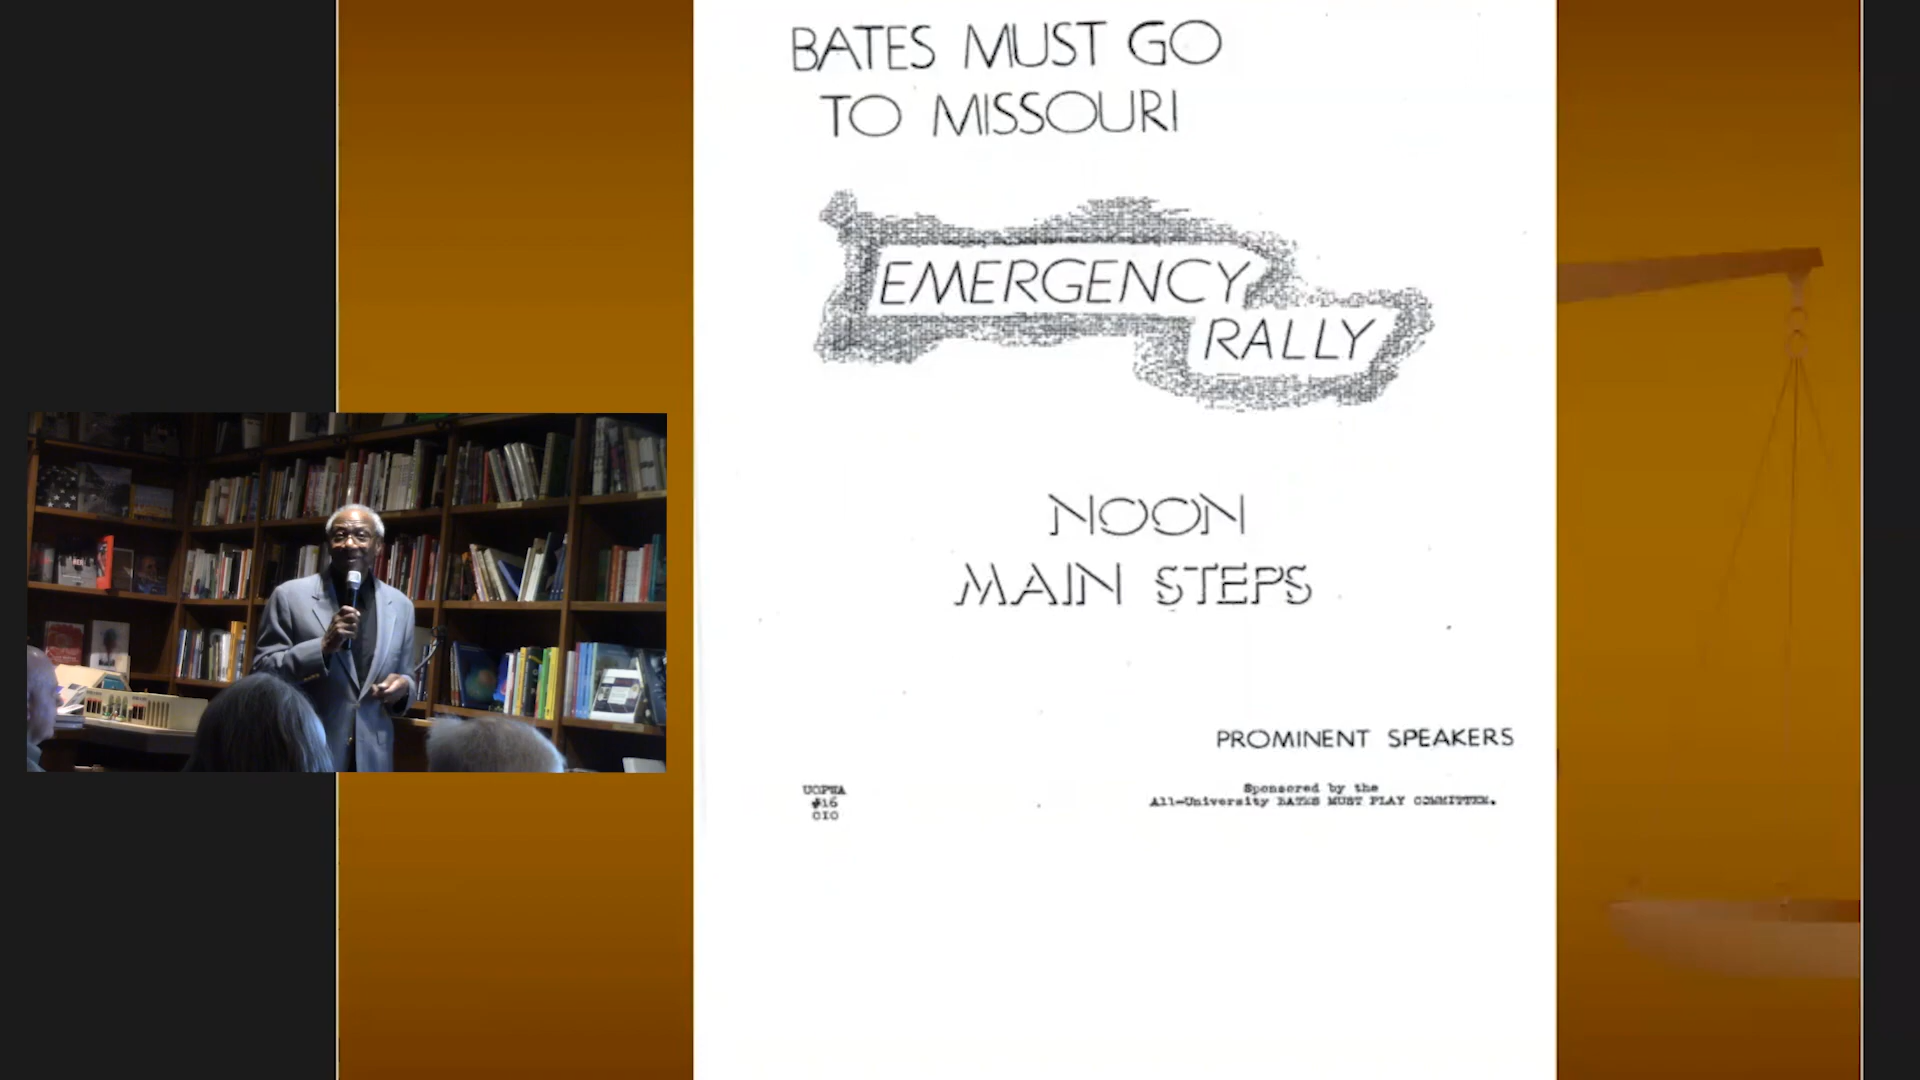 BATES MUST GO
TO MISSOURI
EMERGENCY
RALLY
NOON
MAIN STEPS
PROMINENT SPEAKERS
UOPWA
#16
CIO
Sponsored by the
All-University BATES MUST PLAY COMMITTEE.